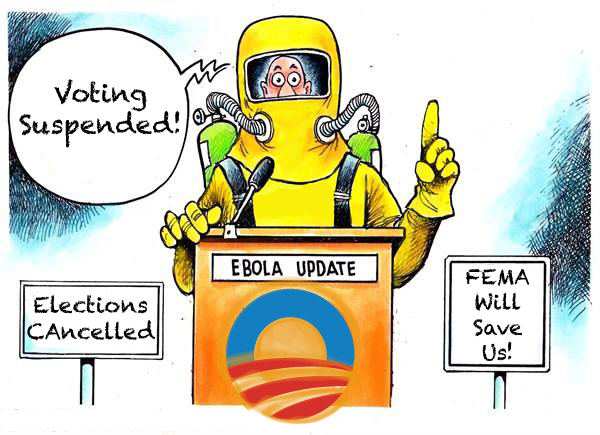 Voting
Suspended!
EBOLA UPDATE
Elections
CAncelled
FEMA
Will
Save
Us!